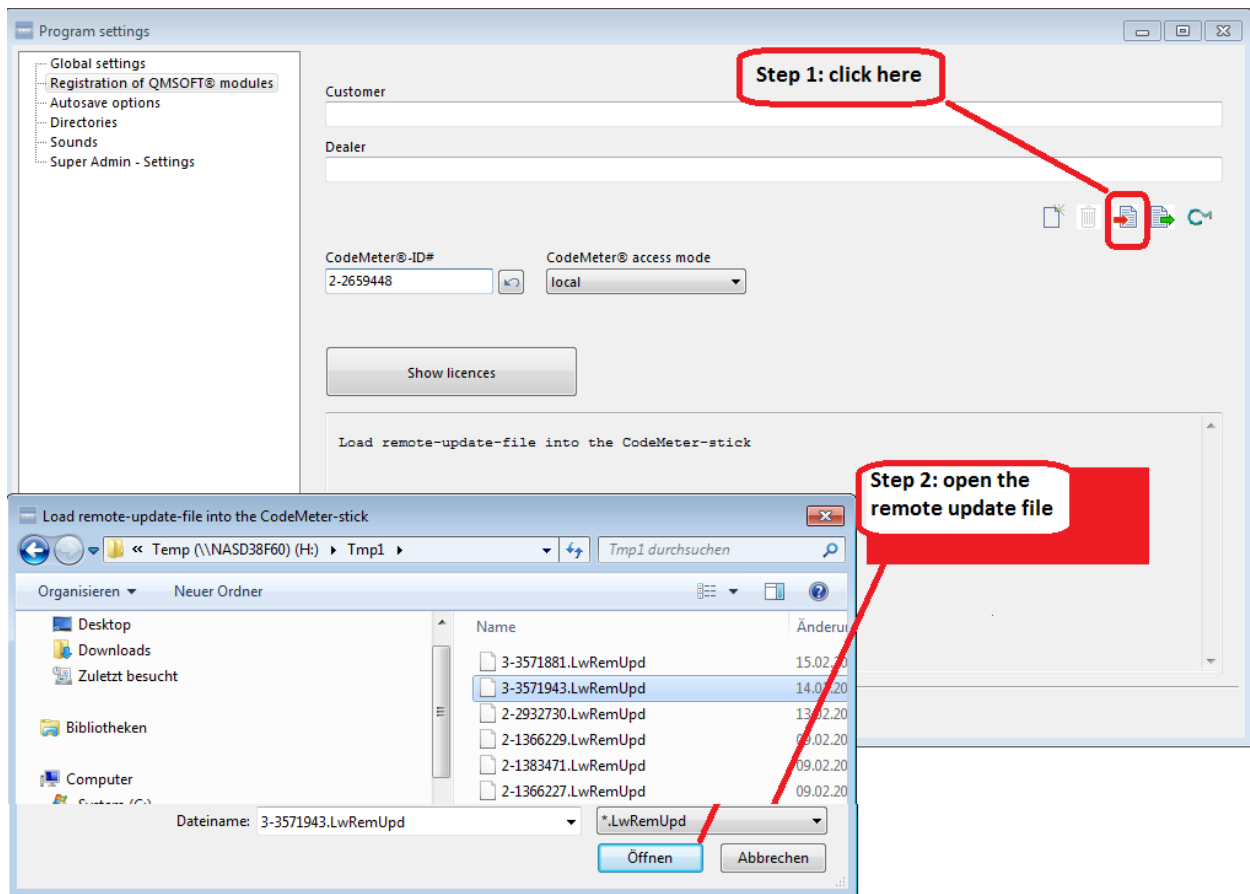 Program settings
Global settings
Registration of QMSOFT® modules
Autosave options
Directories
Sounds
Super Admin - Settings
Step 1: click here
Customer
Dealer
CodeMeter®-ID#
CodeMeter® access mode
2-2659448
local
Show licences
Load remote-update-file into the CodeMeter-stick
Step 2: open the
remote update file
Load remote-update-file into the CodeMeter-stick
« Temp (\\NASD38F60) (H:) Tmp1
Tmp1 durchsuchen
Organisieren
Neuer Ordner
Desktop
Downloads
Zuletzt besucht
Bibliotheken
Computer
Name
3-3571881.LwRemUpd 15.02.20
3-3571943.LwRemUpd
2-2932730.LwRemUpd 13.02.20
2-1366229.LwRemUpd 09.02.20
2-1383471.LwRemUpd 09.02.20
2-1366227.LwRemUpd 09.02.20
Dateiname: 3-3571943.LwRemUpd
*.LwRemUpd
Öffnen
Abbrechen